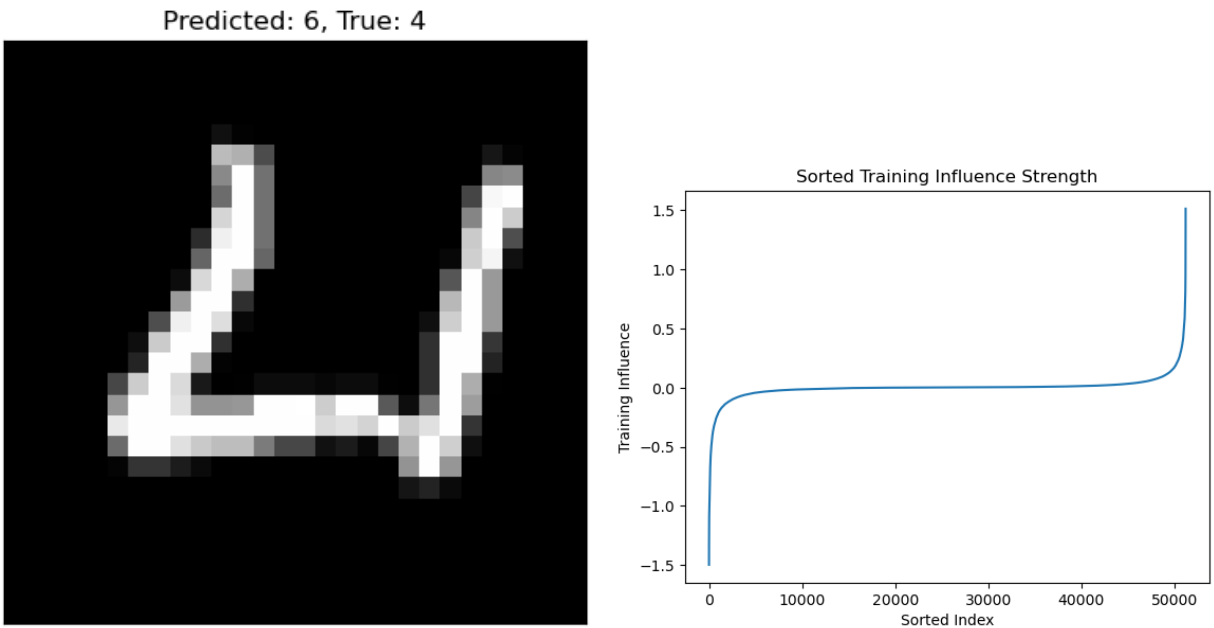 Predicted: 6, True: 4
Sorted Training Influence Strength
Training Influence
1.5
1.0
0.5
0.0
−0.5
−1.0
−1.5
0 10000 20000 30000 40000 50000
Sorted Index